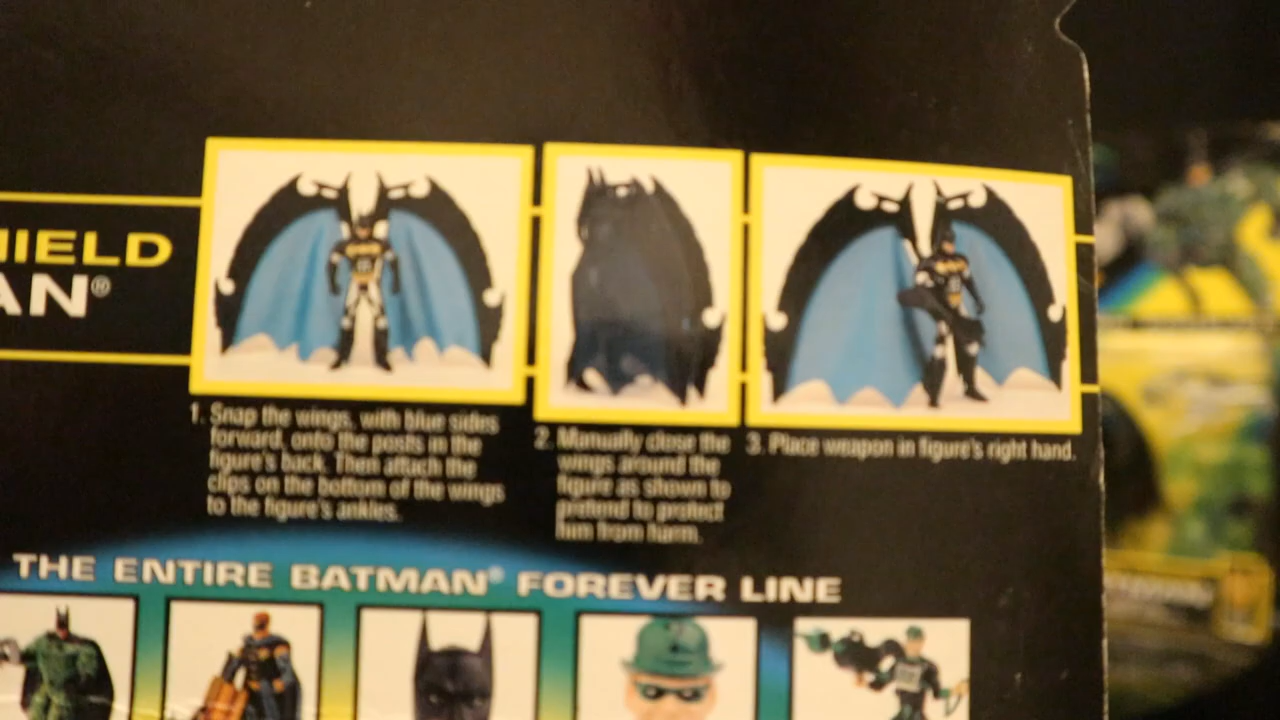 HIELD
AN®
1. Snap the wings, with blue sides
forward, onto the posts in the
figure's back. Then attach the
clips on the bottom of the wings
to the figure's ankles.
2. Manually close the
wings around the
figure as shown to
pretend to protect
him from harm.
3. Place weapon in figure's right hand.
THE ENTIRE BATMAN® FOREVER LINE